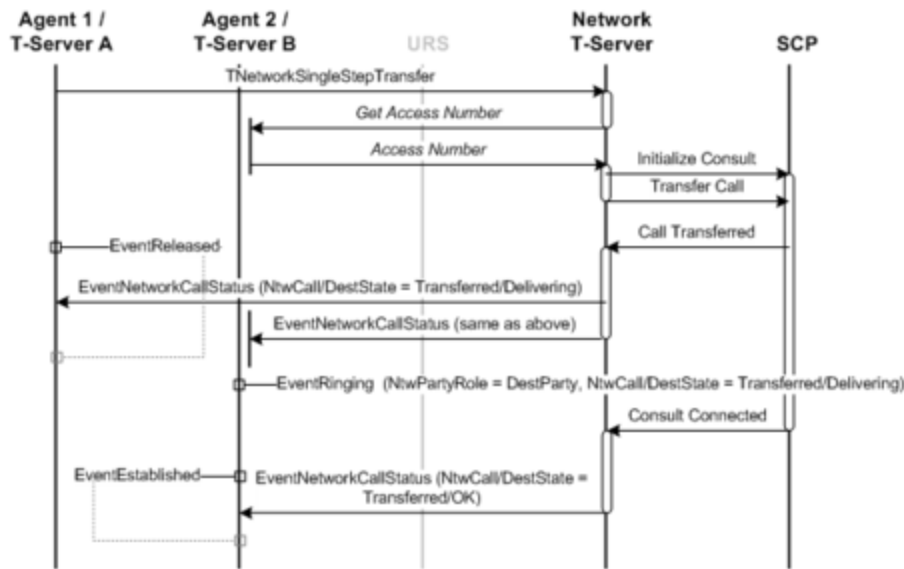 Agent 1 /
T-Server A
Agent 2 /
T-Server B
URS
Network
T-Server
SCP
TNetworkSingleStepTransfer
Get Access Number
Access Number
Initialize Consult
Transfer Call
Call Transferred
EventReleased
EventNetworkCallStatus (NtwCall/DestState = Transferred/Delivering)
EventNetworkCallStatus (same as above)
EventRinging (NtwPartyRole = DestParty, NtwCall/DestState = Transferred/Delivering)
Consult Connected
EventEstablished
EventNetworkCallStatus (NtwCall/DestState =
Transferred/OK)